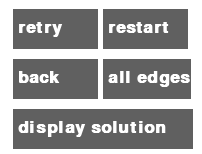 retry restart
back all edges
display solution